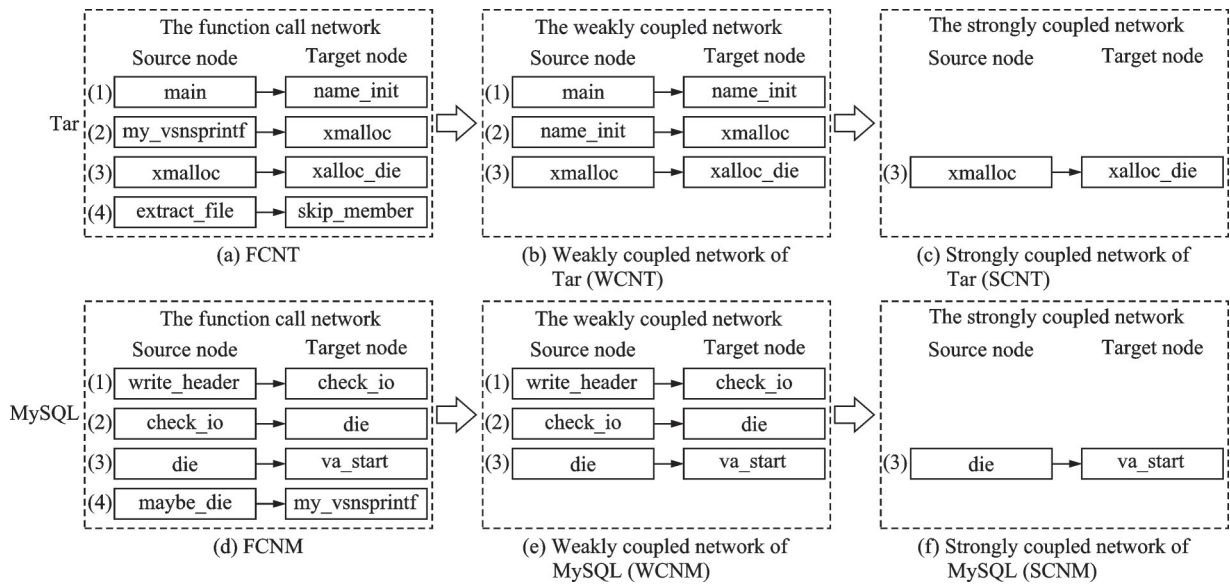 The function call network
Source node Target node
(1) main name_init
Tar
(2) my_vsnsprintf xmalloc
(3) xmalloc xalloc_die
(4) extract_file skip_member
(a) FCNT
The weakly coupled network
Source node Target node
(1) main name_init
(2) name_init xmalloc
(3) xmalloc xalloc_die
(b) Weakly coupled network of
Tar (WCNT)
The strongly coupled network
Source node Target node
(3) xmalloc xalloc_die
(c) Strongly coupled network of
Tar (SCNT)
The function call network
Source node Target node
(1) write_header check_io
MySQL
(2) check_io die
(3) die va_start
(4) maybe_die my_vsnsprintf
(d) FCNM
The weakly coupled network
Source node Target node
(1) write_header check_io
(2) check_io die
(3) die va_start
(e) Weakly coupled network of
MySQL (WCNM)
The strongly coupled network
Source node Target node
(3) die va_start
(f) Strongly coupled network of
MySQL (SCNM)